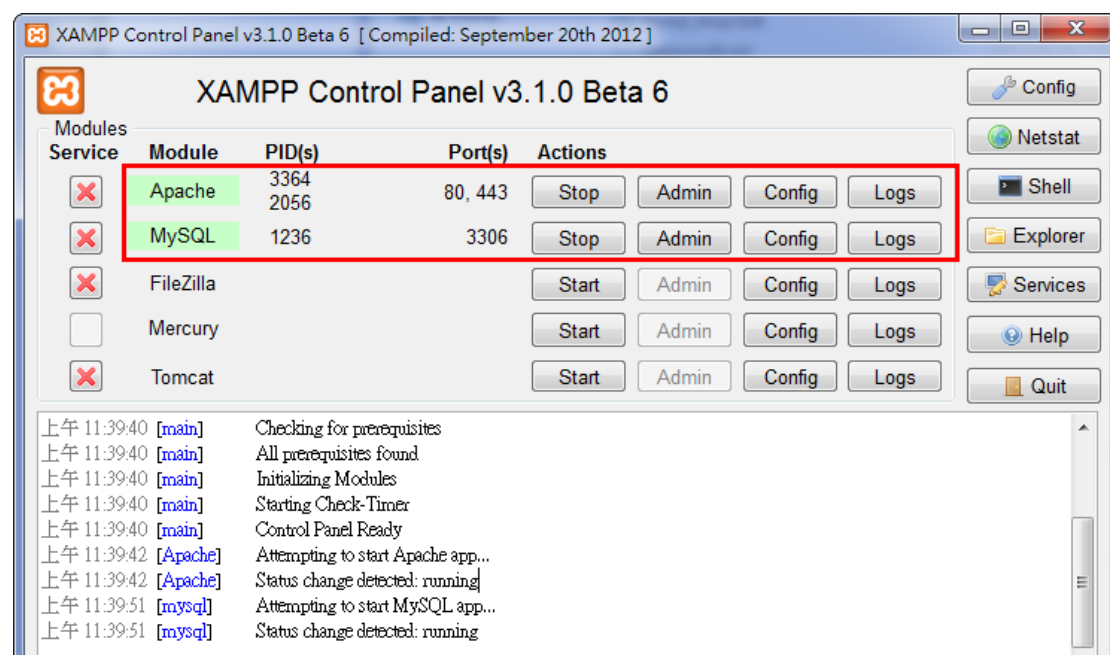 XAMPP Control Panel v3.1.0 Beta 6 [ Compiled: September 20th 2012 ]
XAMPP Control Panel v3.1.0 Beta 6
Config
Modules
Netstat
Service Module PID(s) Port(s) Actions
Apache 3364 2056 80, 443 Stop Admin Config Logs
Shell
MySQL 1236 3306 Stop Admin Config Logs
Explorer
FileZilla Start Admin Config Logs
Services
Mercury Start Admin Config Logs
Help
Tomcat Start Admin Config Logs
Quit
上午 11:39:40 [main] Checking for prerequisites
上午 11:39:40 [main] All prerequisites found
上午 11:39:40 [main] Initializing Modules
上午 11:39:40 [main] Starting Check-Timer
上午 11:39:40 [main] Control Panel Ready
上午 11:39:42 [Apache] Attempting to start Apache app...
上午 11:39:42 [Apache] Status change detected: running
上午 11:39:51 [mysql] Attempting to start MySQL app...
上午 11:39:51 [mysql] Status change detected: running